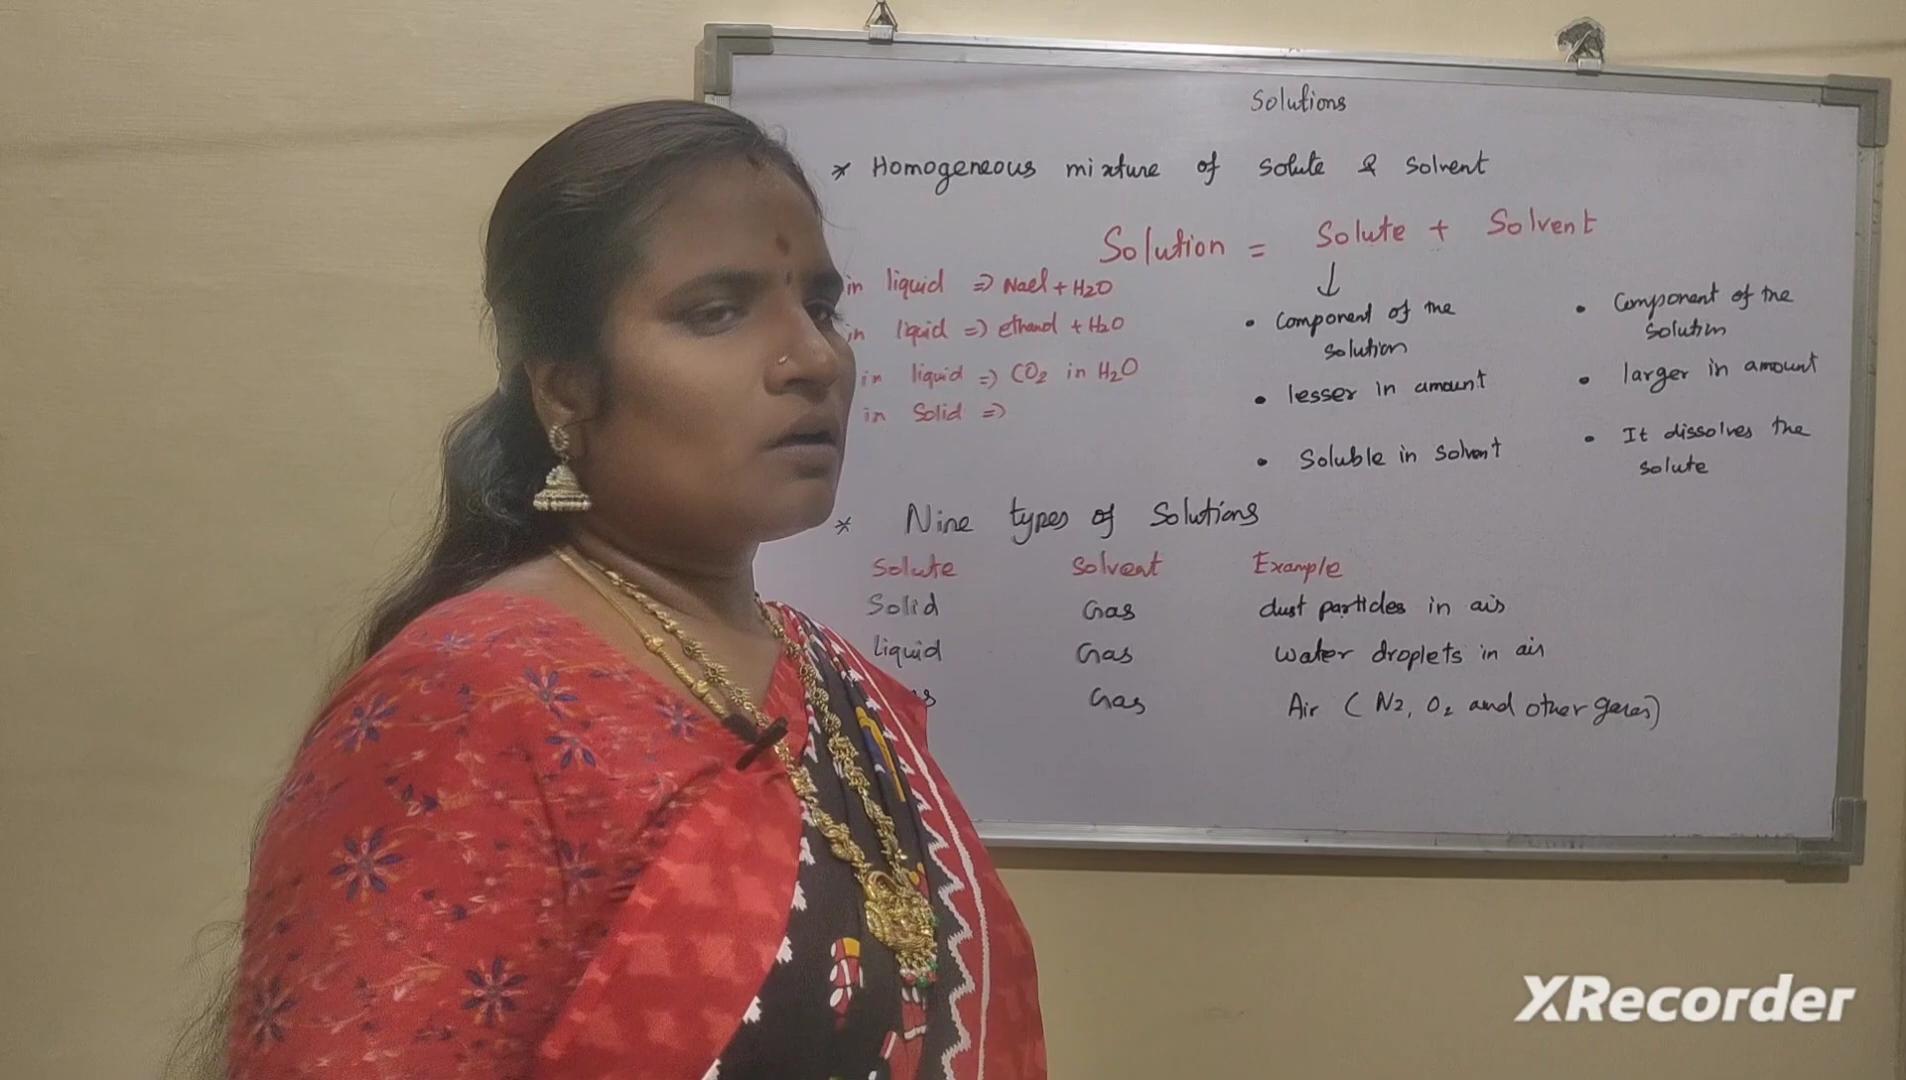 Solutions
* Homogeneous mixture of solute & solvent
Solution = Solute + Solvent
in liquid => Nacl + H2O
in liquid => ethanol + H2O
in liquid => CO2 in H2O
in Solid =>
↓
• Component of the
solution
• lesser in amount
• Soluble in solvent
• Component of the
solution
• larger in amount
• It dissolves the
solute
* Nine types of Solutions
Solute Solvent Example
Solid Gas dust particles in air
liquid Gas water droplets in air
Gas Air ( N2, O2 and other gases)
XRecorder